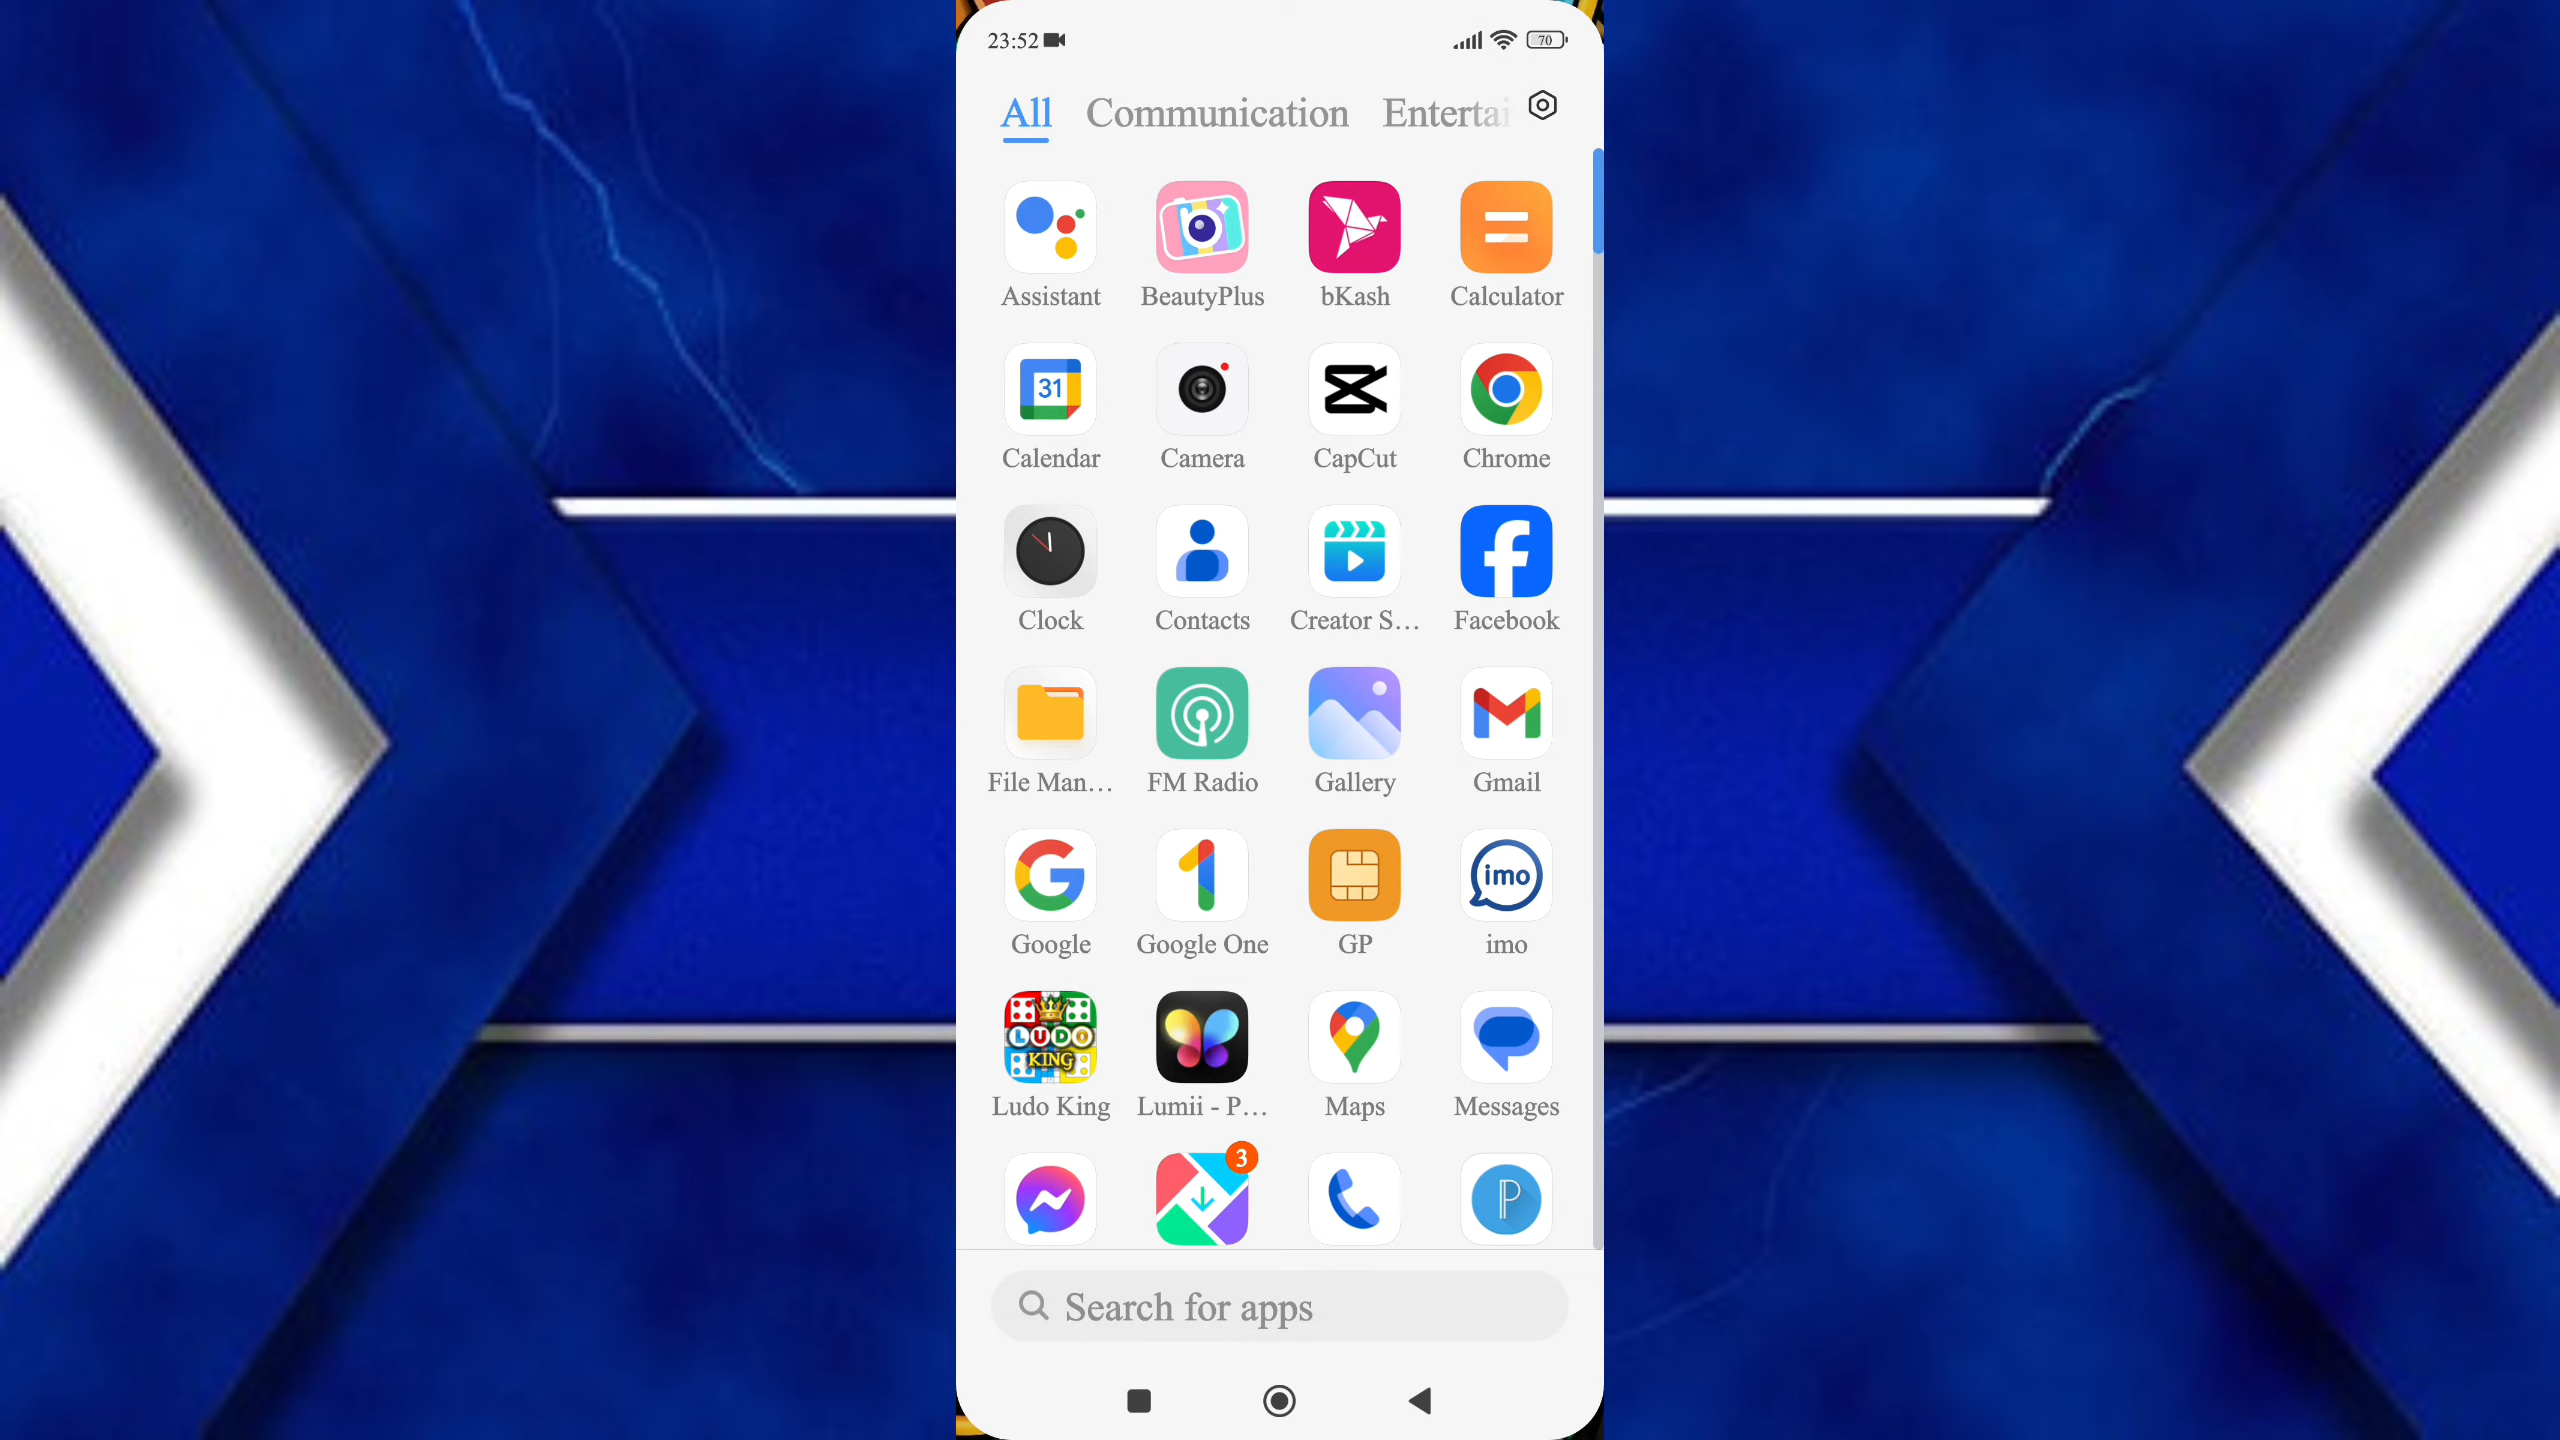 23:52 70
All Communication Entertai
Assistant BeautyPlus bKash Calculator
31
Calendar Camera CapCut Chrome
Clock Contacts Creator S... Facebook
File Man... FM Radio Gallery Gmail
imo
Google Google One GP imo
LUDO
KING
Ludo King Lumii - P... Maps Messages
3
P
Search for apps